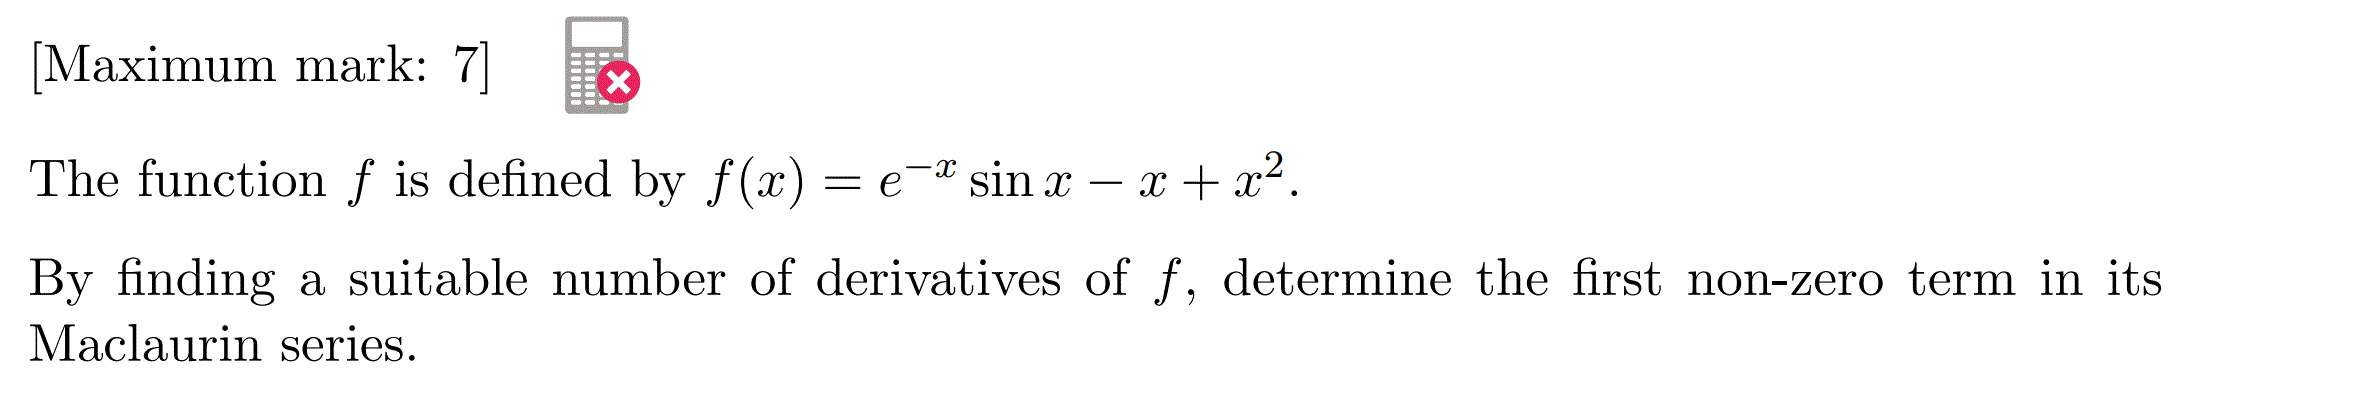 [Maximum mark: 7]
The function f is defined by f(x) = e⁻ˣ sin x − x + x².
By finding a suitable number of derivatives of f, determine the first non-zero term in its
Maclaurin series.